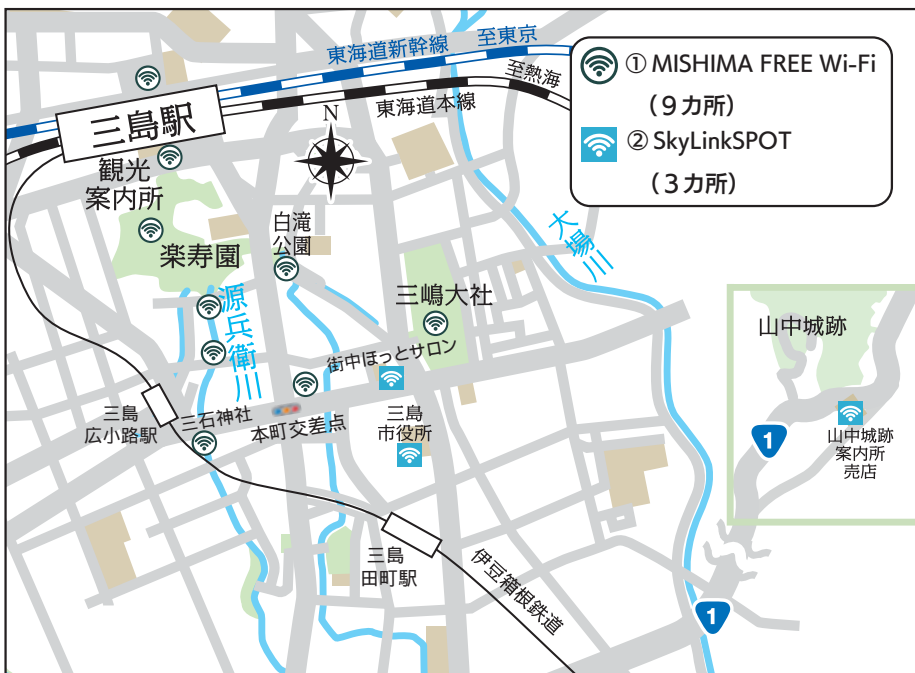 東海道新幹線
至東京
至熱海
東海道本線
① MISHIMA FREE Wi-Fi
(9カ所)
② SkyLinkSPOT
(3カ所)
三島駅
N
観光
案内所
楽寿園
白滝
公園
大場川
源兵衛川
三嶋大社
街中ほっとサロン
山中城跡
三島
広小路駅
三石神社
本町交差点
三島
市役所
1
山中城跡
案内所
売店
三島
田町駅
伊豆箱根鉄道
1